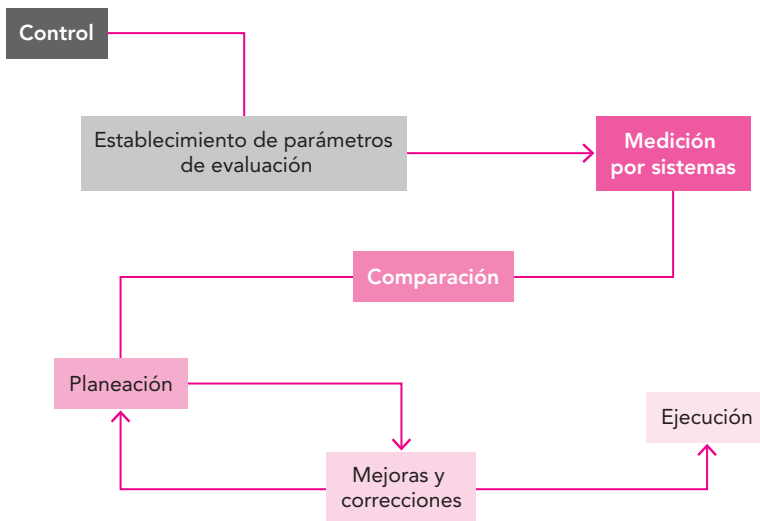 Control
Establecimiento de parámetros
de evaluación
Medición
por sistemas
Comparación
Planeación
Ejecución
Mejoras y
correcciones